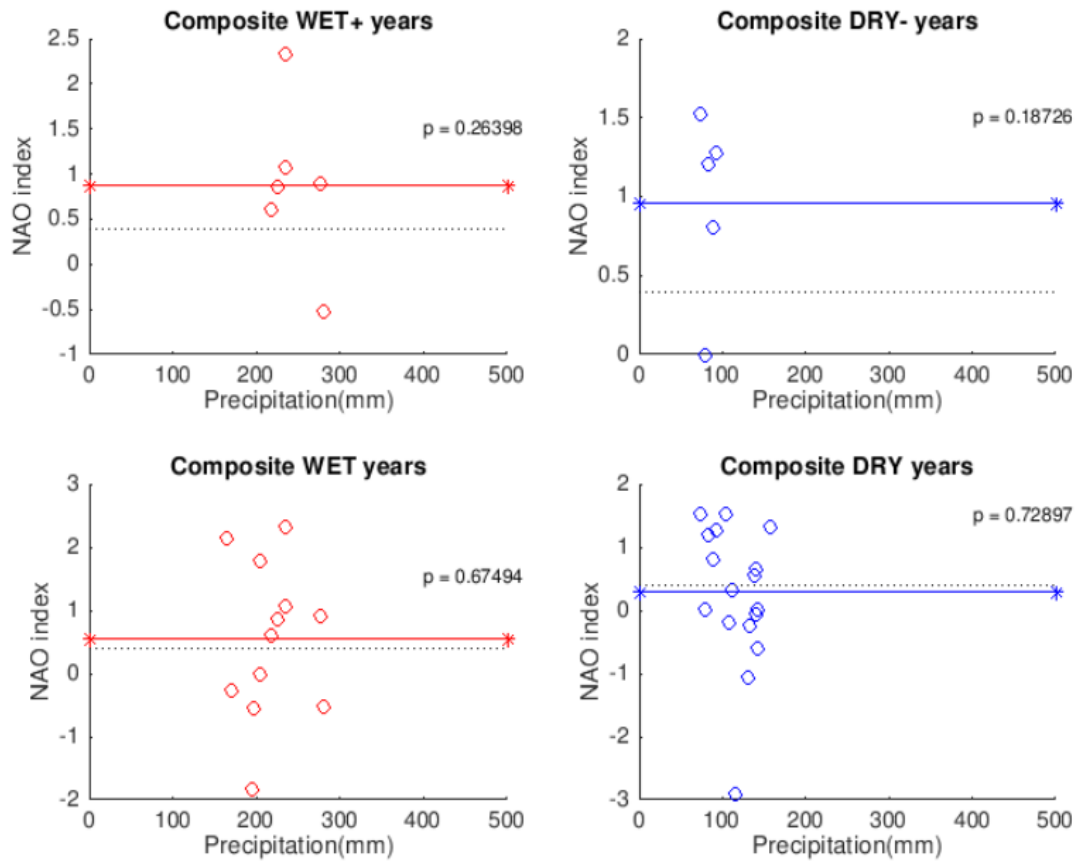 Composite WET+ years
2.5
2
1.5
1
0.5
0
-0.5
-1
NAO index
p = 0.26398
0 100 200 300 400 500
Precipitation(mm)
Composite DRY- years
2
1.5
1
0.5
0
NAO index
p = 0.18726
0 100 200 300 400 500
Precipitation(mm)
Composite WET years
3
2
1
0
-1
-2
NAO index
p = 0.67494
0 100 200 300 400 500
Precipitation(mm)
Composite DRY years
2
1
0
-1
-2
-3
NAO index
p = 0.72897
0 100 200 300 400 500
Precipitation(mm)